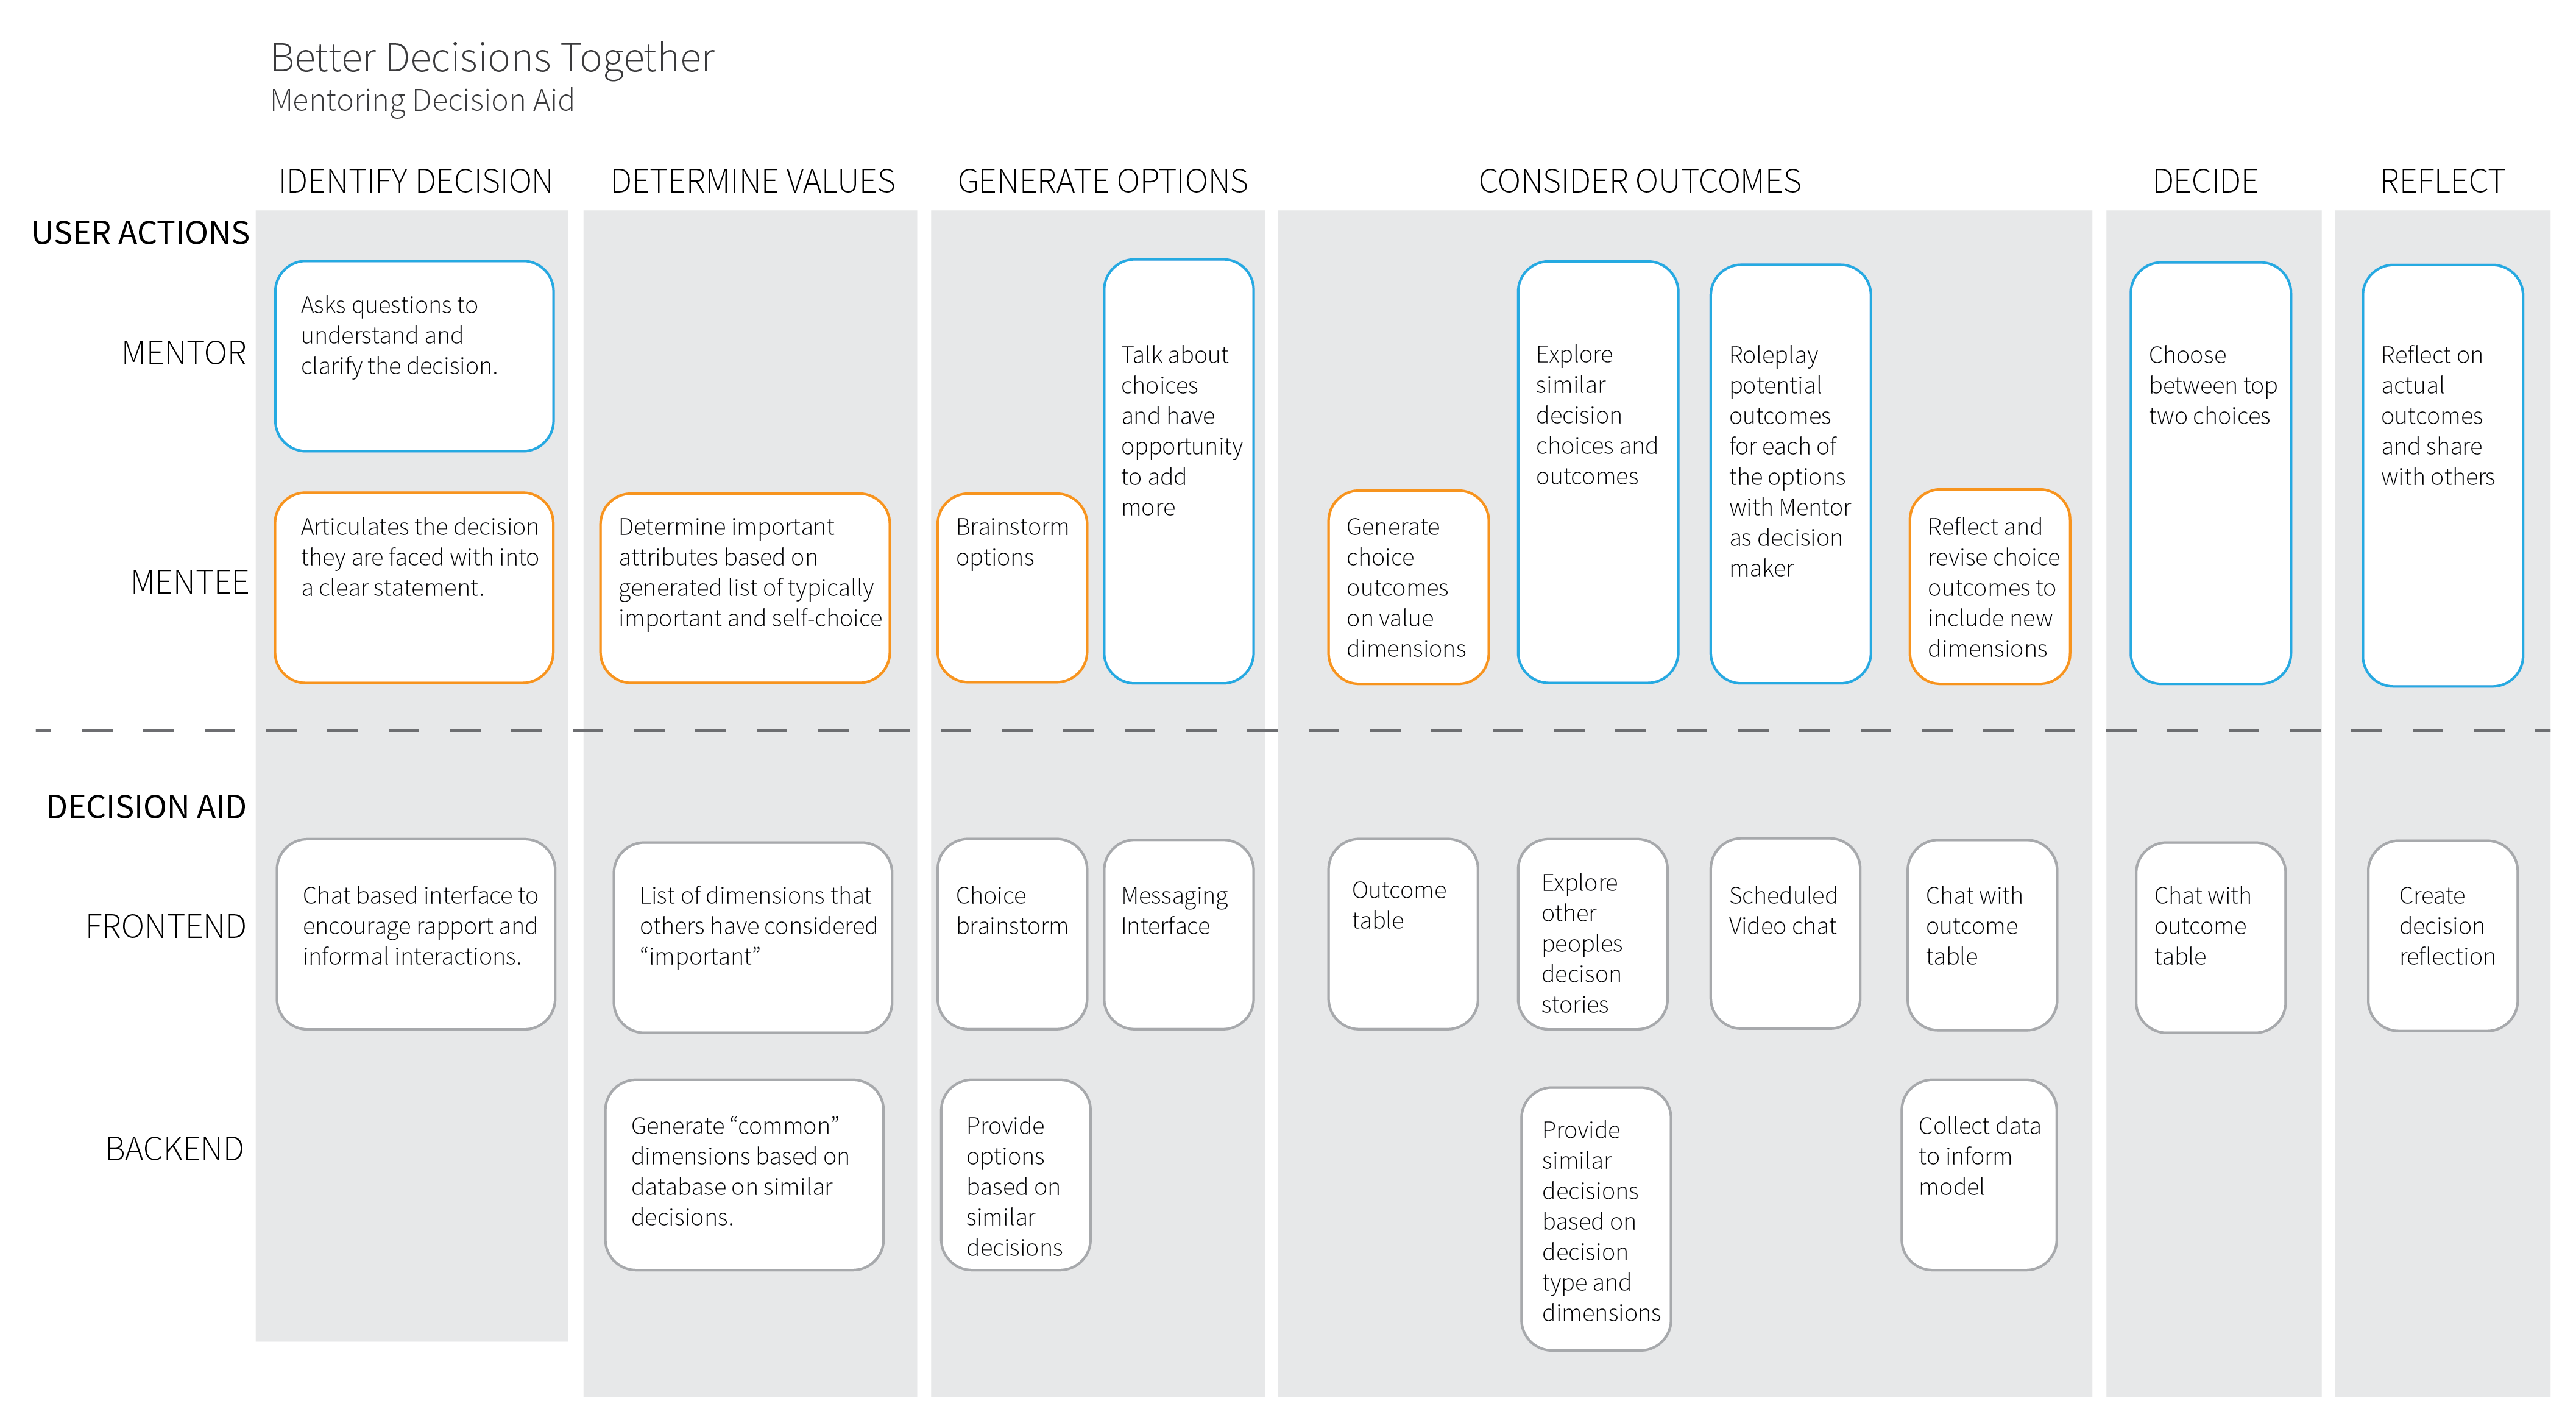 Better Decisions Together
Mentoring Decision Aid
IDENTIFY DECISION
DETERMINE VALUES
GENERATE OPTIONS
CONSIDER OUTCOMES
DECIDE
REFLECT
USER ACTIONS
MENTOR
Asks questions to
understand and
clarify the decision.
Talk about
choices
and have
opportunity
to add
more
Explore
similar
decision
choices and
outcomes
Roleplay
potential
outcomes
for each of
the options
with Mentor
as decision
maker
Choose
between top
two choices
Reflect on
actual
outcomes
and share
with others
MENTEE
Articulates the decision
they are faced with into
a clear statement.
Determine important
attributes based on
generated list of typically
important and self-choice
Brainstorm
options
Generate
choice
outcomes
on value
dimensions
Reflect and
revise choice
outcomes to
include new
dimensions
DECISION AID
FRONTEND
Chat based interface to
encourage rapport and
informal interactions.
List of dimensions that
others have considered
“important”
Choice
brainstorm
Messaging
Interface
Outcome
table
Explore
other
peoples
decison
stories
Scheduled
Video chat
Chat with
outcome
table
Chat with
outcome
table
Create
decision
reflection
BACKEND
Generate “common”
dimensions based on
database on similar
decisions.
Provide
options
based on
similar
decisions
Provide
similar
decisions
based on
decision
type and
dimensions
Collect data
to inform
model